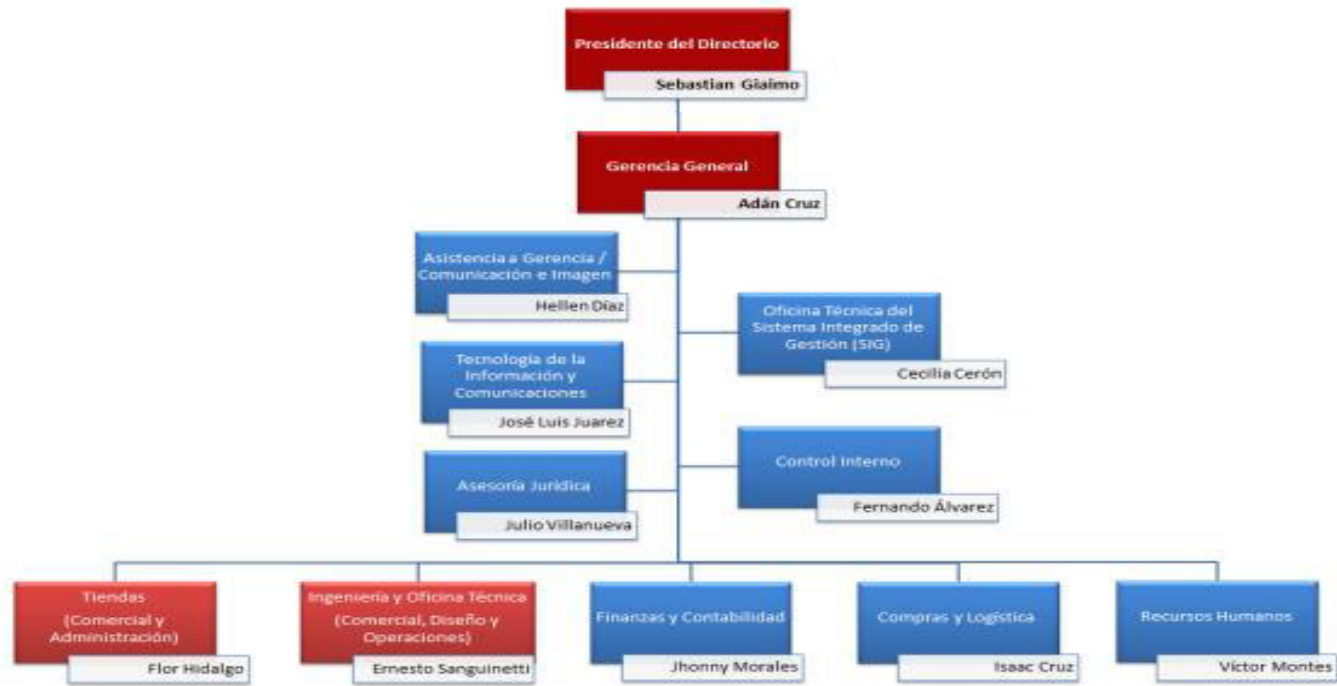 Presidente del Directorio
Sebastian Giaimo
Gerencia General
Adán Cruz
Asistencia a Gerencia /
Comunicación e Imagen
Hellen Díaz
Oficina Técnica del
Sistema Integrado de
Gestión (SIG)
Cecilia Cerón
Tecnología de la
Información y
Comunicaciones
José Luis Juarez
Control Interno
Fernando Álvarez
Asesoría Jurídica
Julio Villanueva
Tiendas
(Comercial y
Administración)
Flor Hidalgo
Ingeniería y Oficina Técnica
(Comercial, Diseño y
Operaciones)
Ernesto Sanguinetti
Finanzas y Contabilidad
Jhonny Morales
Compras y Logística
Isaac Cruz
Recursos Humanos
Víctor Montes